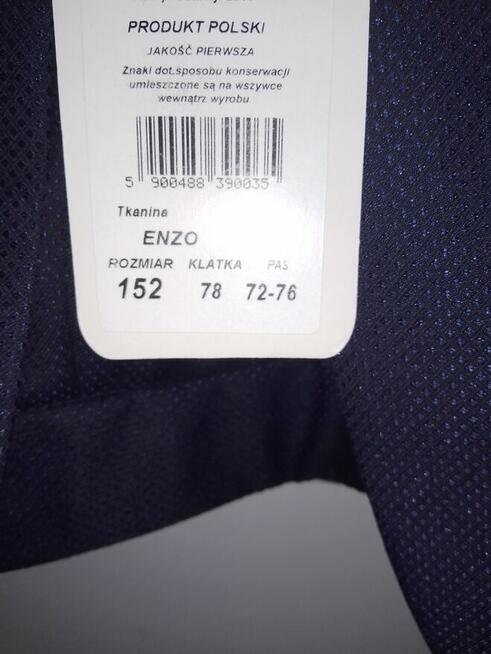 PRODUKT POLSKI
JAKOŚĆ PIERWSZA
Znaki dot.sposobu konserwacji
umieszczone są na wszywce
wewnątrz wyrobu
5 900488 390035
Tkanina
ENZO
ROZMIAR KLATKA PAS
152 78 72-76